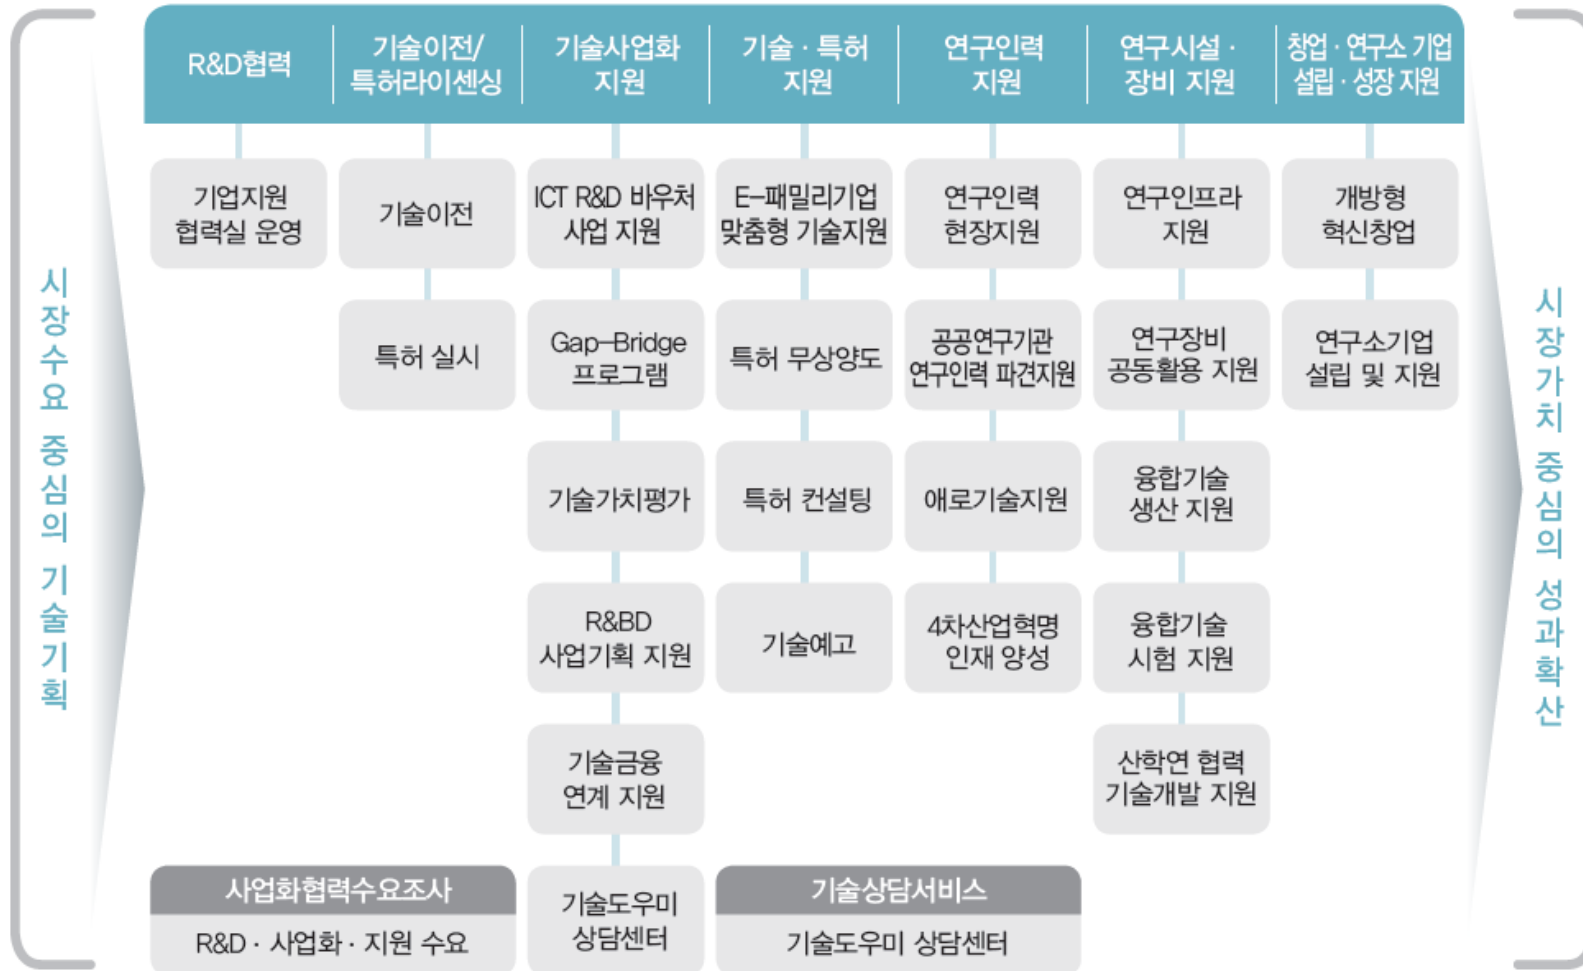 시장수요 중심의 기술기획
R&D협력
기술이전/
특허라이센싱
기술사업화
지원
기술 · 특허
지원
연구인력
지원
연구시설 ·
장비 지원
창업 · 연구소 기업
설립 · 성장 지원
기업지원
협력실 운영
기술이전
특허 실시
ICT R&D 바우처
사업 지원
Gap–Bridge
프로그램
기술가치평가
R&BD
사업기획 지원
기술금융
연계 지원
기술도우미
상담센터
E–패밀리기업
맞춤형 기술지원
특허 무상양도
특허 컨설팅
기술예고
연구인력
현장지원
공공연구기관
연구인력 파견지원
애로기술지원
4차산업혁명
인재 양성
연구인프라
지원
연구장비
공동활용 지원
융합기술
생산 지원
융합기술
시험 지원
산학연 협력
기술개발 지원
개방형
혁신창업
연구소기업
설립 및 지원
사업화협력수요조사
R&D · 사업화 · 지원 수요
기술상담서비스
기술도우미 상담센터
시장가치 중심의 성과확산